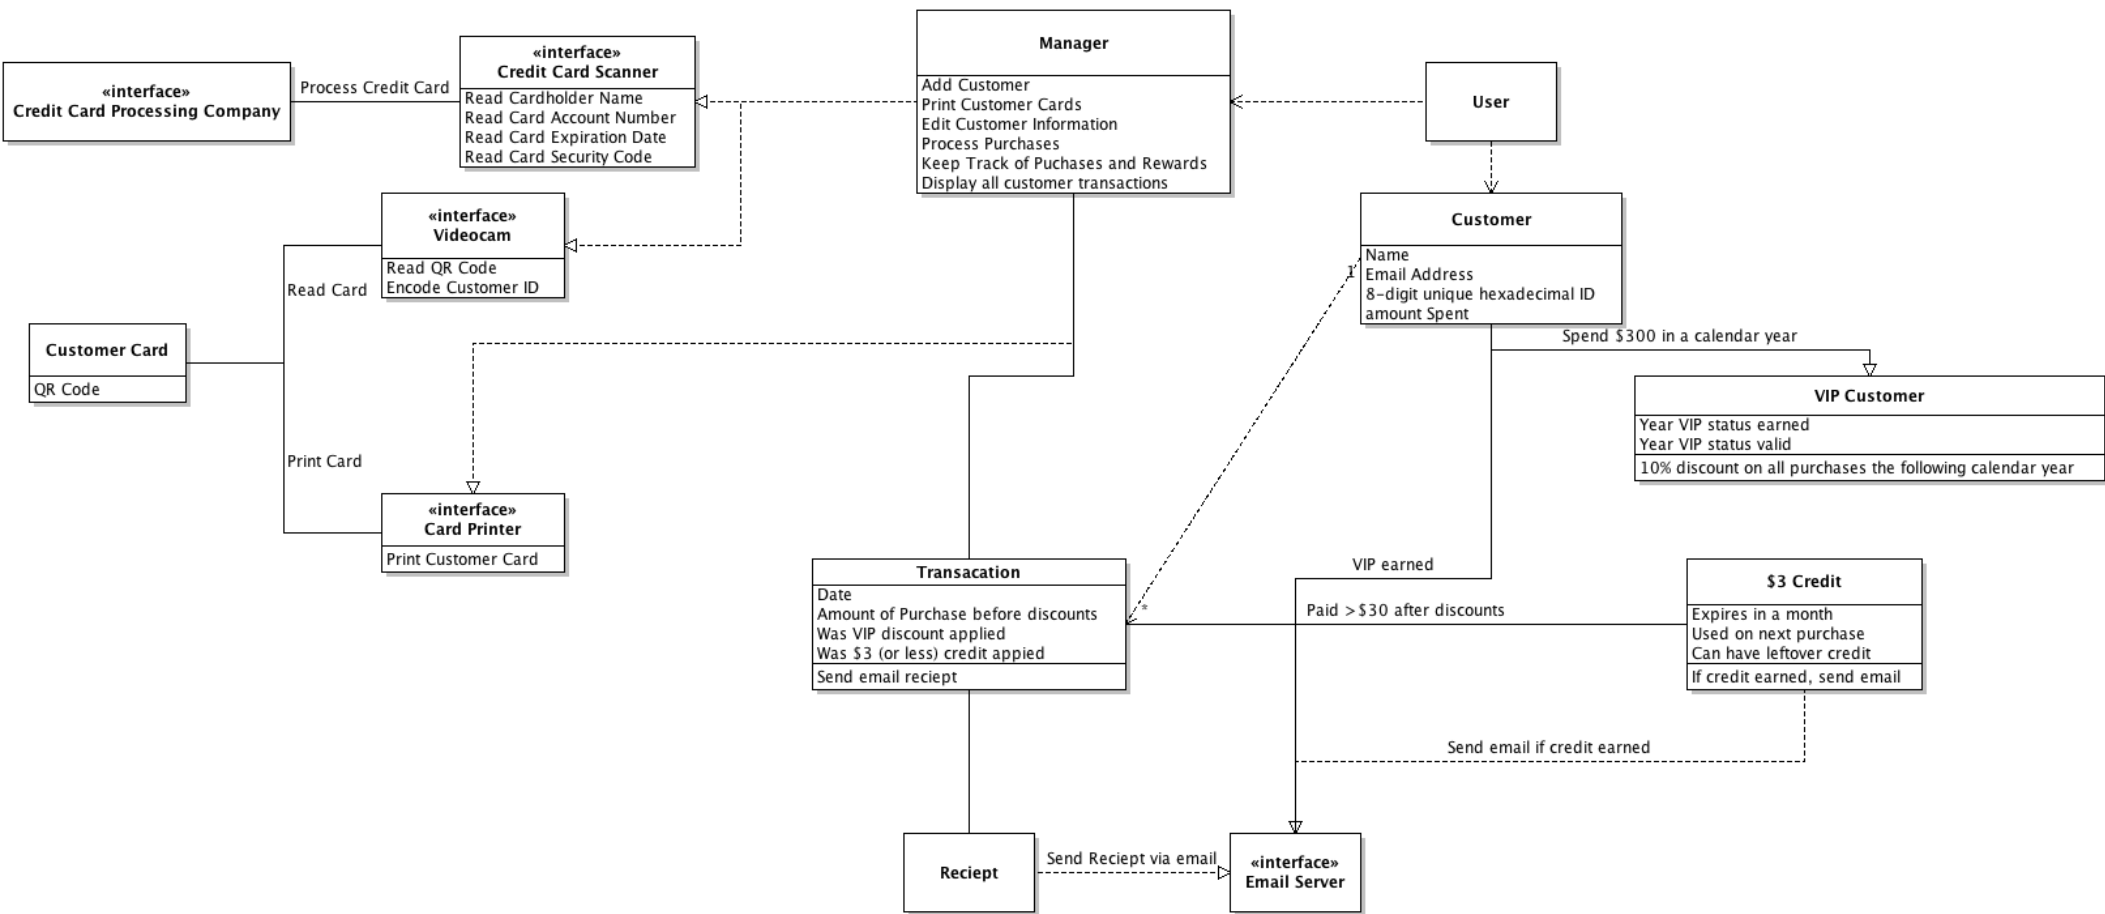 «interface»
Credit Card Processing Company
Process Credit Card
«interface»
Credit Card Scanner
Read Cardholder Name
Read Card Account Number
Read Card Expiration Date
Read Card Security Code
Manager
Add Customer
Print Customer Cards
Edit Customer Information
Process Purchases
Keep Track of Puchases and Rewards
Display all customer transactions
User
«interface»
Videocam
Read QR Code
Encode Customer ID
Customer
Name
Email Address
8-digit unique hexadecimal ID
amount Spent
1
Read Card
Customer Card
QR Code
Print Card
Spend $300 in a calendar year
VIP Customer
Year VIP status earned
Year VIP status valid
10% discount on all purchases the following calendar year
«interface»
Card Printer
Print Customer Card
Transacation
Date
Amount of Purchase before discounts
Was VIP discount applied
Was $3 (or less) credit appied
Send email reciept
*
VIP earned
Paid >$30 after discounts
$3 Credit
Expires in a month
Used on next purchase
Can have leftover credit
If credit earned, send email
Send email if credit earned
Reciept
Send Reciept via email
«interface»
Email Server